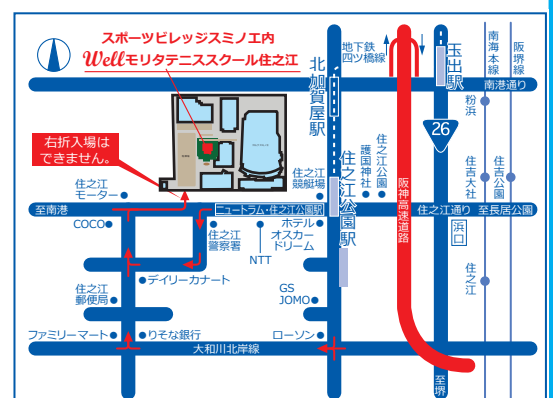 スポーツビレッジスミノエ内
Wellモリタテニススクール住之江
地下鉄
四ツ橋線
玉出駅
南海本線
阪堺線
北加賀屋駅
南港通り
粉浜
26
右折入場は
できません。
住之江
競艇場
住之江公園
護国神社
住之江公園駅
阪神高速道路
住吉大社
住吉公園
住之江
モーター
至南港
ニュートラム・住之江公園駅
住之江通り
至長居公園
COCO
住之江
警察署
NTT
ホテル
オスカー
ドリーム
浜口
住之江
デイリーカナート
住之江
郵便局
GS
JOMO
ファミリーマート
りそな銀行
ローソン
大和川北岸線
至堺